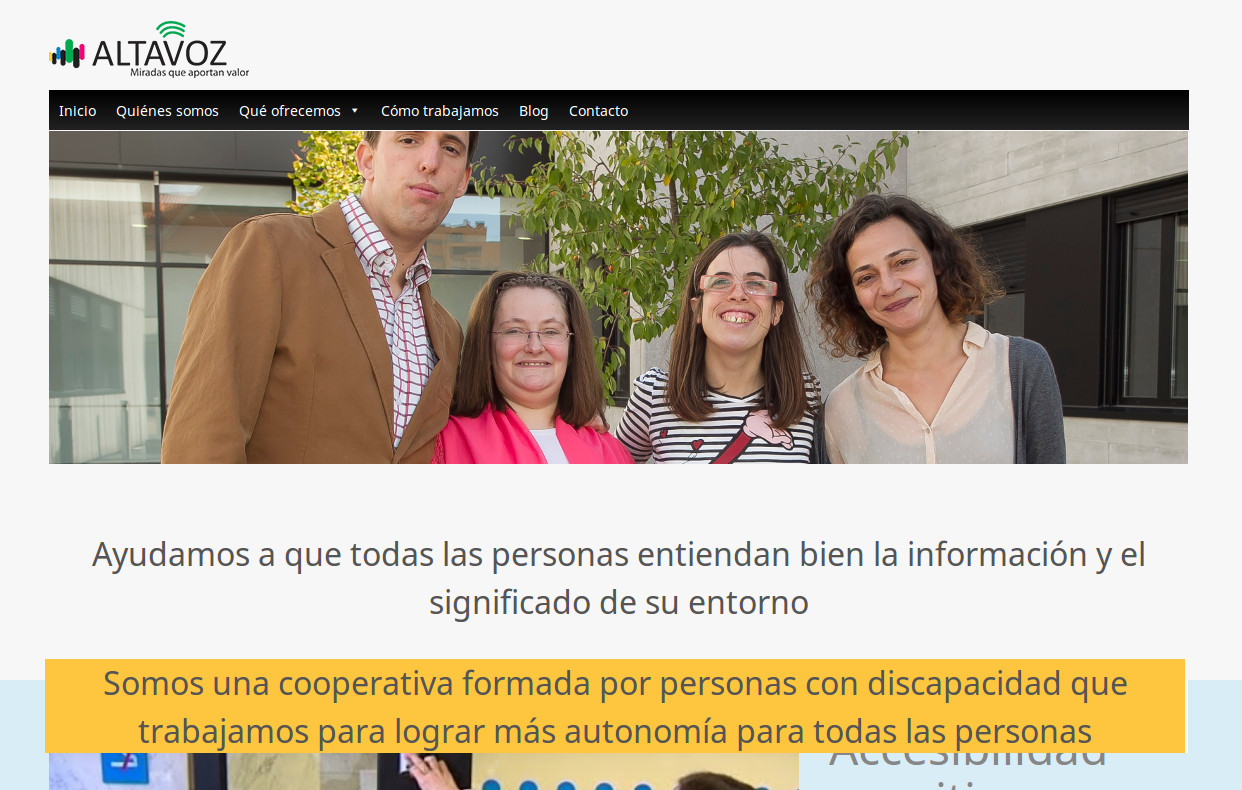 ALTAVOZ
Miradas que aportan valor
Inicio Quiénes somos Qué ofrecemos Cómo trabajamos Blog Contacto
Ayudamos a que todas las personas entiendan bien la información y el
significado de su entorno
Somos una cooperativa formada por personas con discapacidad que
trabajamos para lograr más autonomía para todas las personas
Accesibilidad